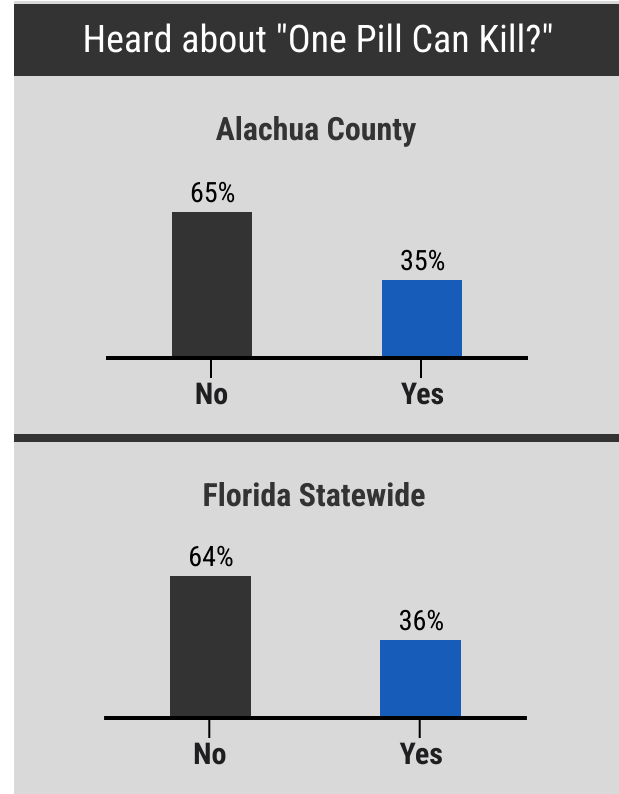 Heard about "One Pill Can Kill?"
Alachua County
65%
35%
No
Yes
Florida Statewide
64%
36%
No
Yes